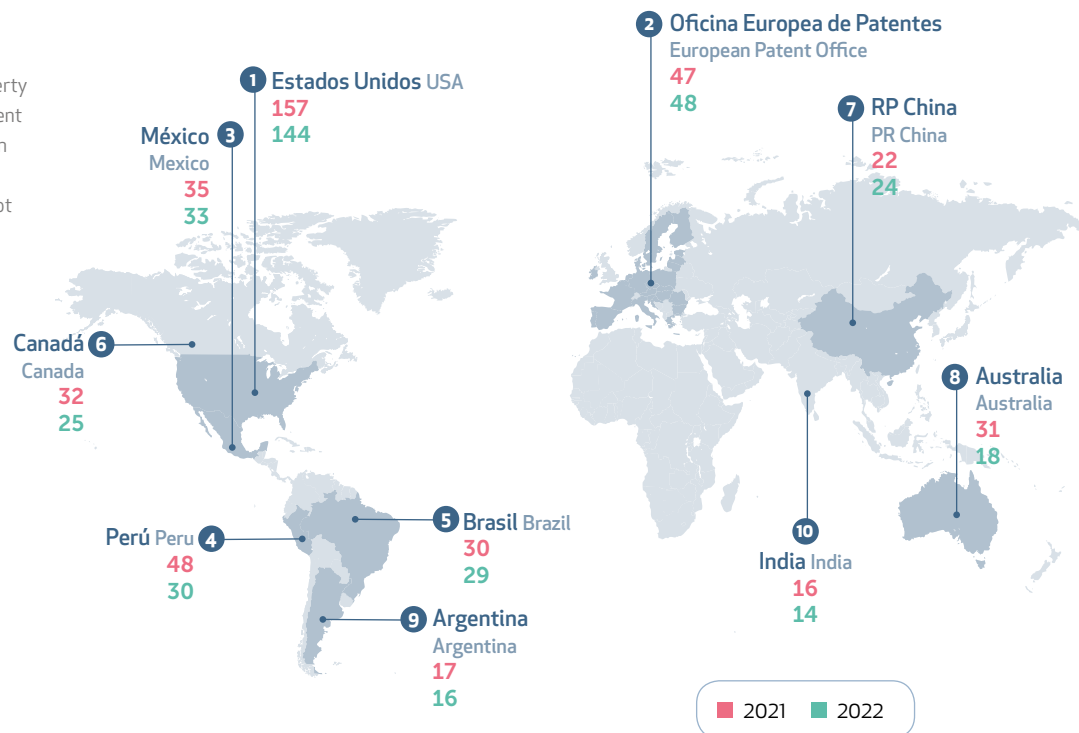 1 Estados Unidos USA
157
144
2 Oficina Europea de Patentes
European Patent Office
47
48
México 3
Mexico
35
33
7 RP China
PR China
22
24
Canadá 6
Canada
32
25
8 Australia
Australia
31
18
Perú Peru 4
48
30
5 Brasil Brazil
30
29
10
India India
16
14
9 Argentina
Argentina
17
16
2021 2022